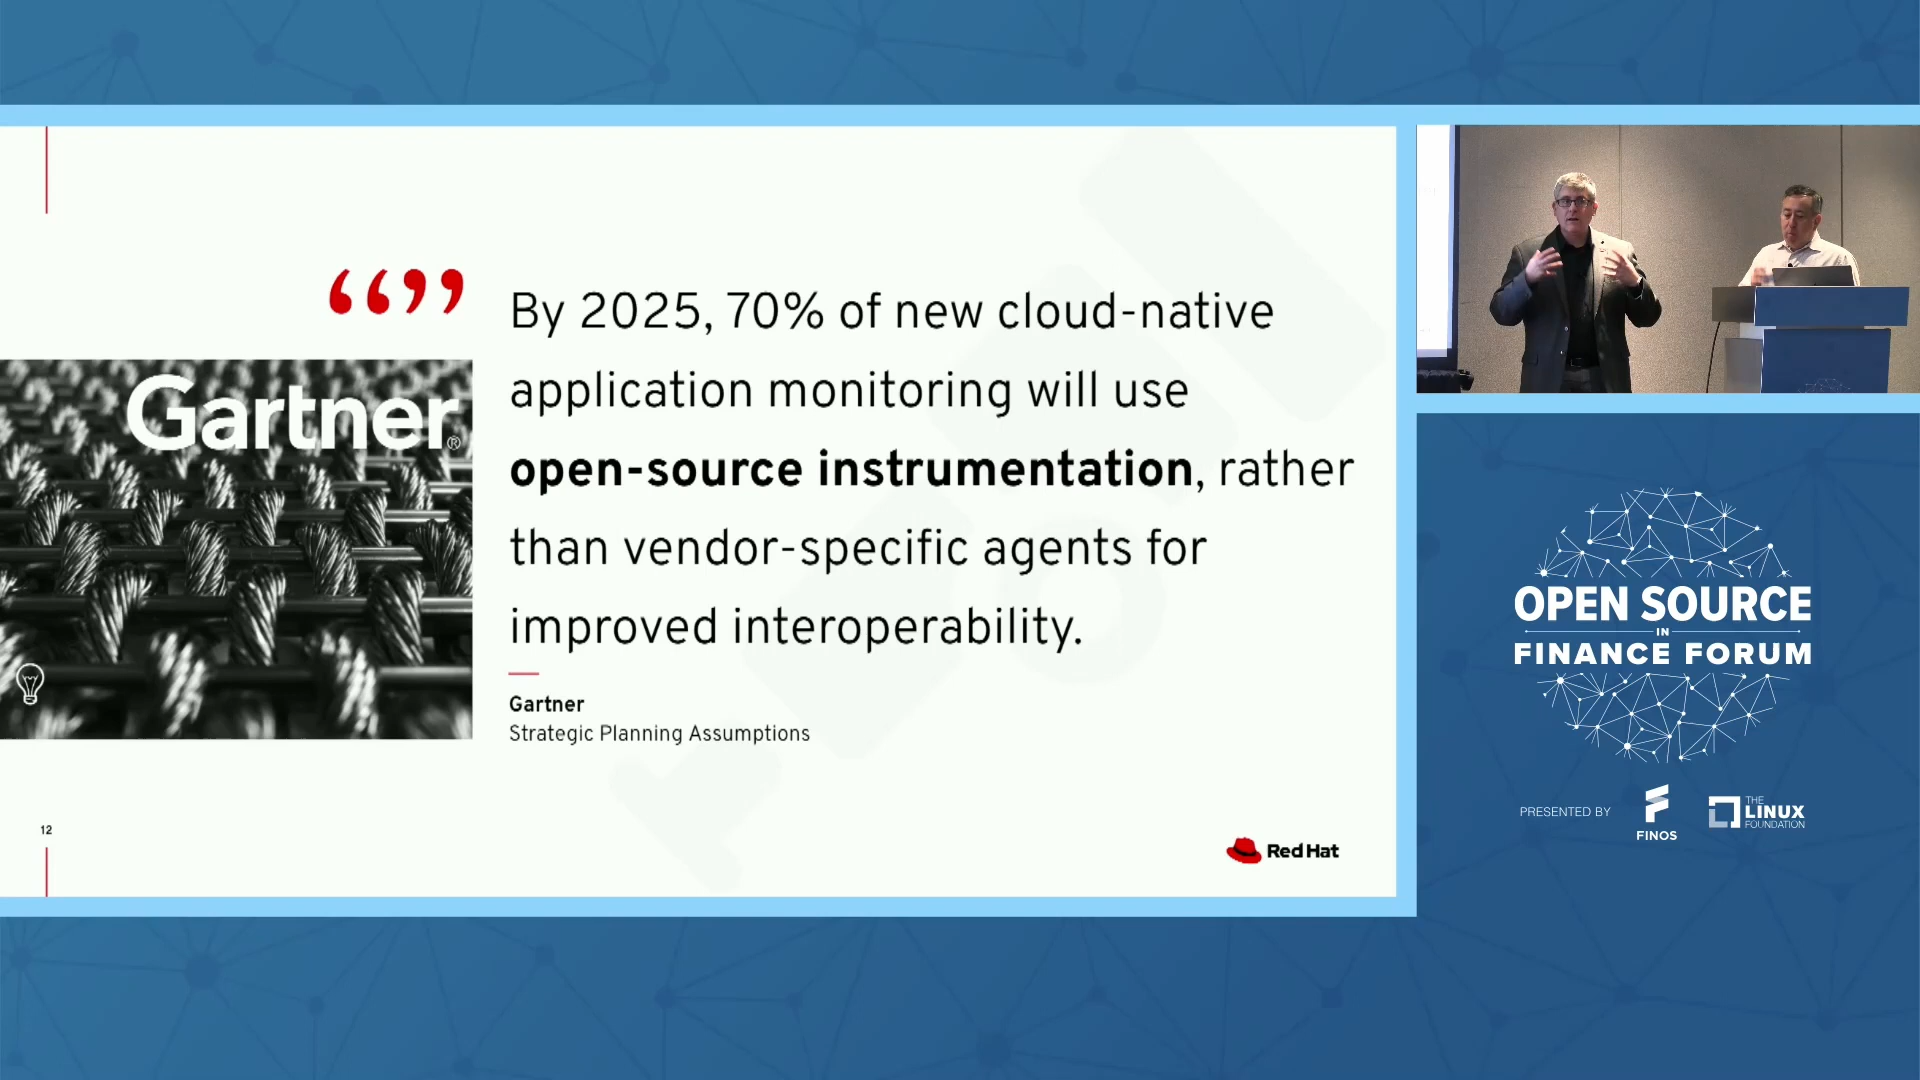 ““””
Gartner®
By 2025, 70% of new cloud-native
application monitoring will use
open-source instrumentation, rather
than vendor-specific agents for
improved interoperability.
Gartner
Strategic Planning Assumptions
12
Red Hat
OPEN SOURCE
IN
FINANCE FORUM
PRESENTED BY
FINOS
THE
LINUX
FOUNDATION